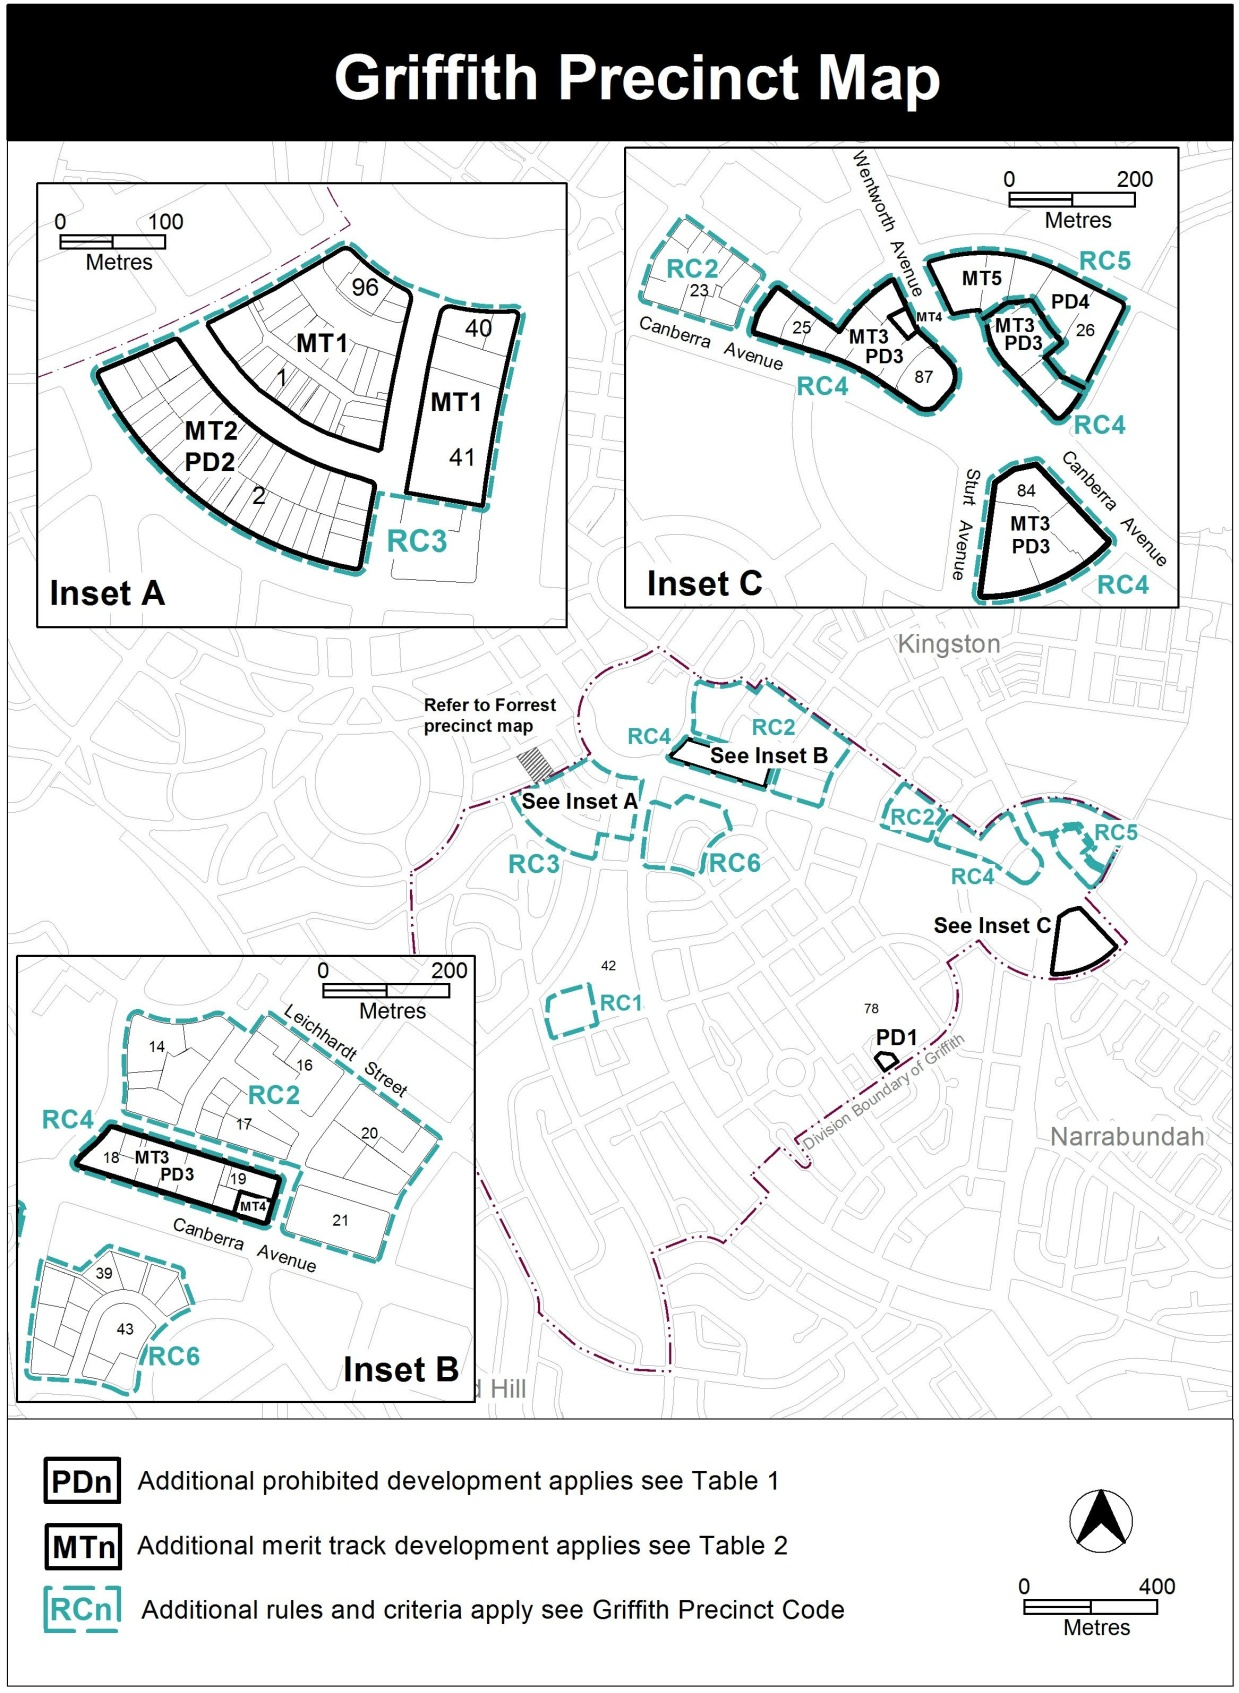 Griffith Precinct Map
0 100
Metres
96
40
MT1
1
MT1
MT2
PD2
41
2
RC3
Inset A
Wentworth Avenue
0 200
Metres
RC2
23
RC5
MT5
PD4
MT4
MT3
PD3
26
25
MT3
PD3
Canberra Avenue
87
RC4
RC4
Sturt Avenue
Canberra Avenue
84
MT3
PD3
RC4
Inset C
Kingston
Refer to Forrest
precinct map
RC4
RC2
See Inset B
See Inset A
RC2
RC5
RC3
RC6
RC4
See Inset C
42
RC1
78
PD1
Division Boundary of Griffith
Narrabundah
0 200
Metres
Leichhardt Street
14
16
RC2
RC4
17
20
18
MT3
PD3
19
MT4
21
Canberra Avenue
39
43
RC6
Inset B
d Hill
PDn Additional prohibited development applies see Table 1
MTn Additional merit track development applies see Table 2
RCn Additional rules and criteria apply see Griffith Precinct Code
0 400
Metres